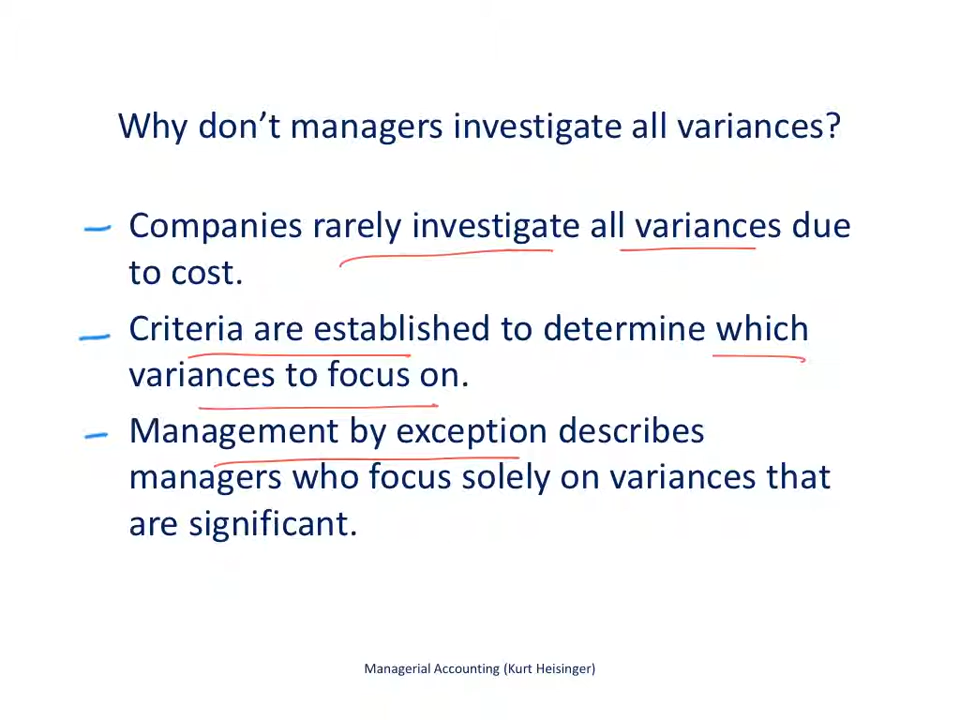 Why don’t managers investigate all variances?
Companies rarely investigate all variances due
to cost.
Criteria are established to determine which
variances to focus on.
Management by exception describes
managers who focus solely on variances that
are significant.
Managerial Accounting (Kurt Heisinger)